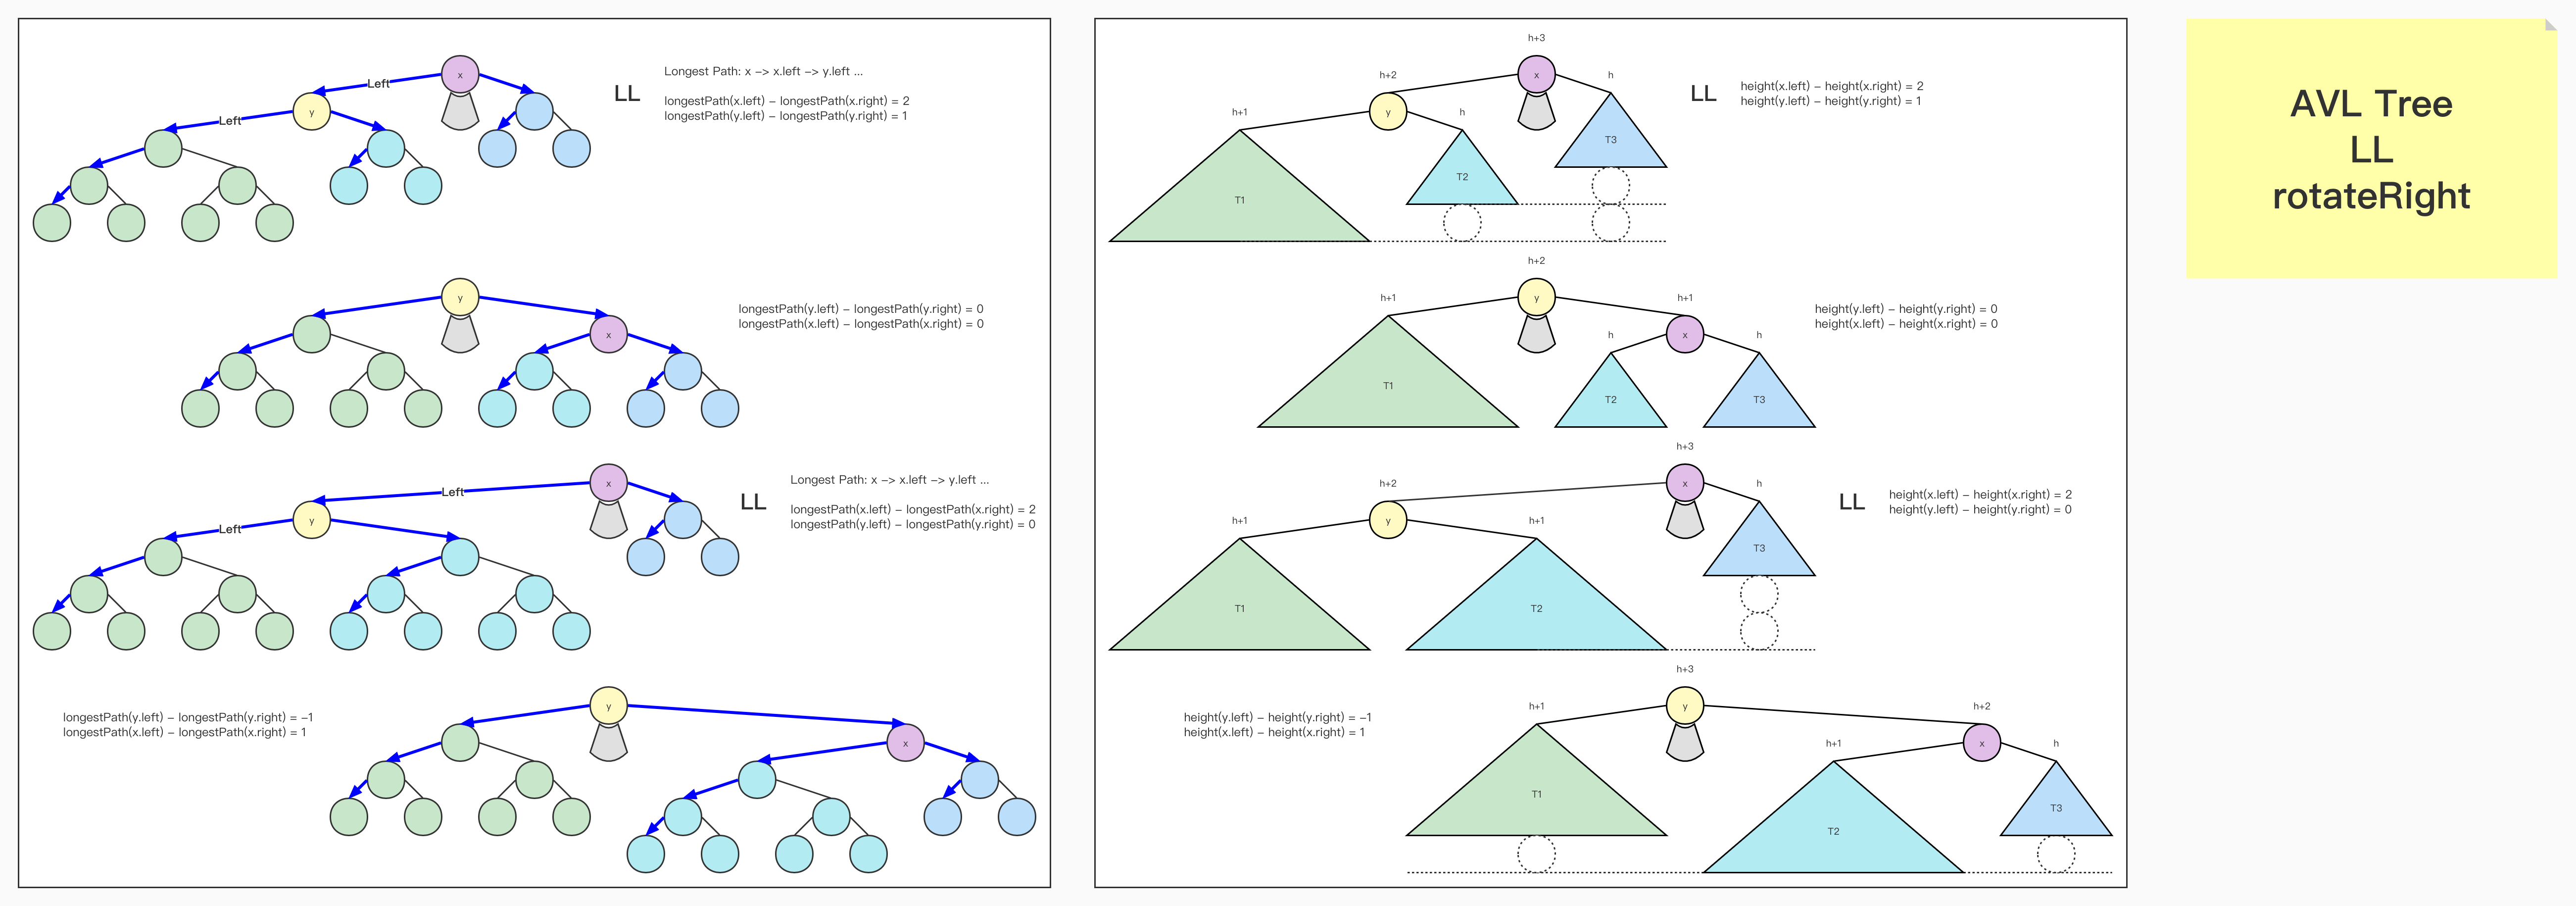 x
Left
Longest Path: x -> x.left -> y.left ...
LL
longestPath(x.left) – longestPath(x.right) = 2
longestPath(y.left) – longestPath(y.right) = 1
y
Left
y
longestPath(y.left) – longestPath(y.right) = 0
longestPath(x.left) – longestPath(x.right) = 0
x
x
Left
Longest Path: x -> x.left -> y.left ...
LL
longestPath(x.left) – longestPath(x.right) = 2
longestPath(y.left) – longestPath(y.right) = 0
y
Left
y
longestPath(y.left) – longestPath(y.right) = –1
longestPath(x.left) – longestPath(x.right) = 1
x
h+3
h+2
x
h
LL
height(x.left) – height(x.right) = 2
height(y.left) – height(y.right) = 1
h+1
y
h
T3
T2
T1
h+2
h+1
y
h+1
height(y.left) – height(y.right) = 0
height(x.left) – height(x.right) = 0
h
x
h
T1
T2
T3
h+3
h+2
x
h
LL
height(x.left) – height(x.right) = 2
height(y.left) – height(y.right) = 0
h+1
y
h+1
T3
T1
T2
h+3
h+1
y
h+2
height(y.left) – height(y.right) = –1
height(x.left) – height(x.right) = 1
h+1
x
h
T1
T2
T3
AVL Tree
LL
rotateRight